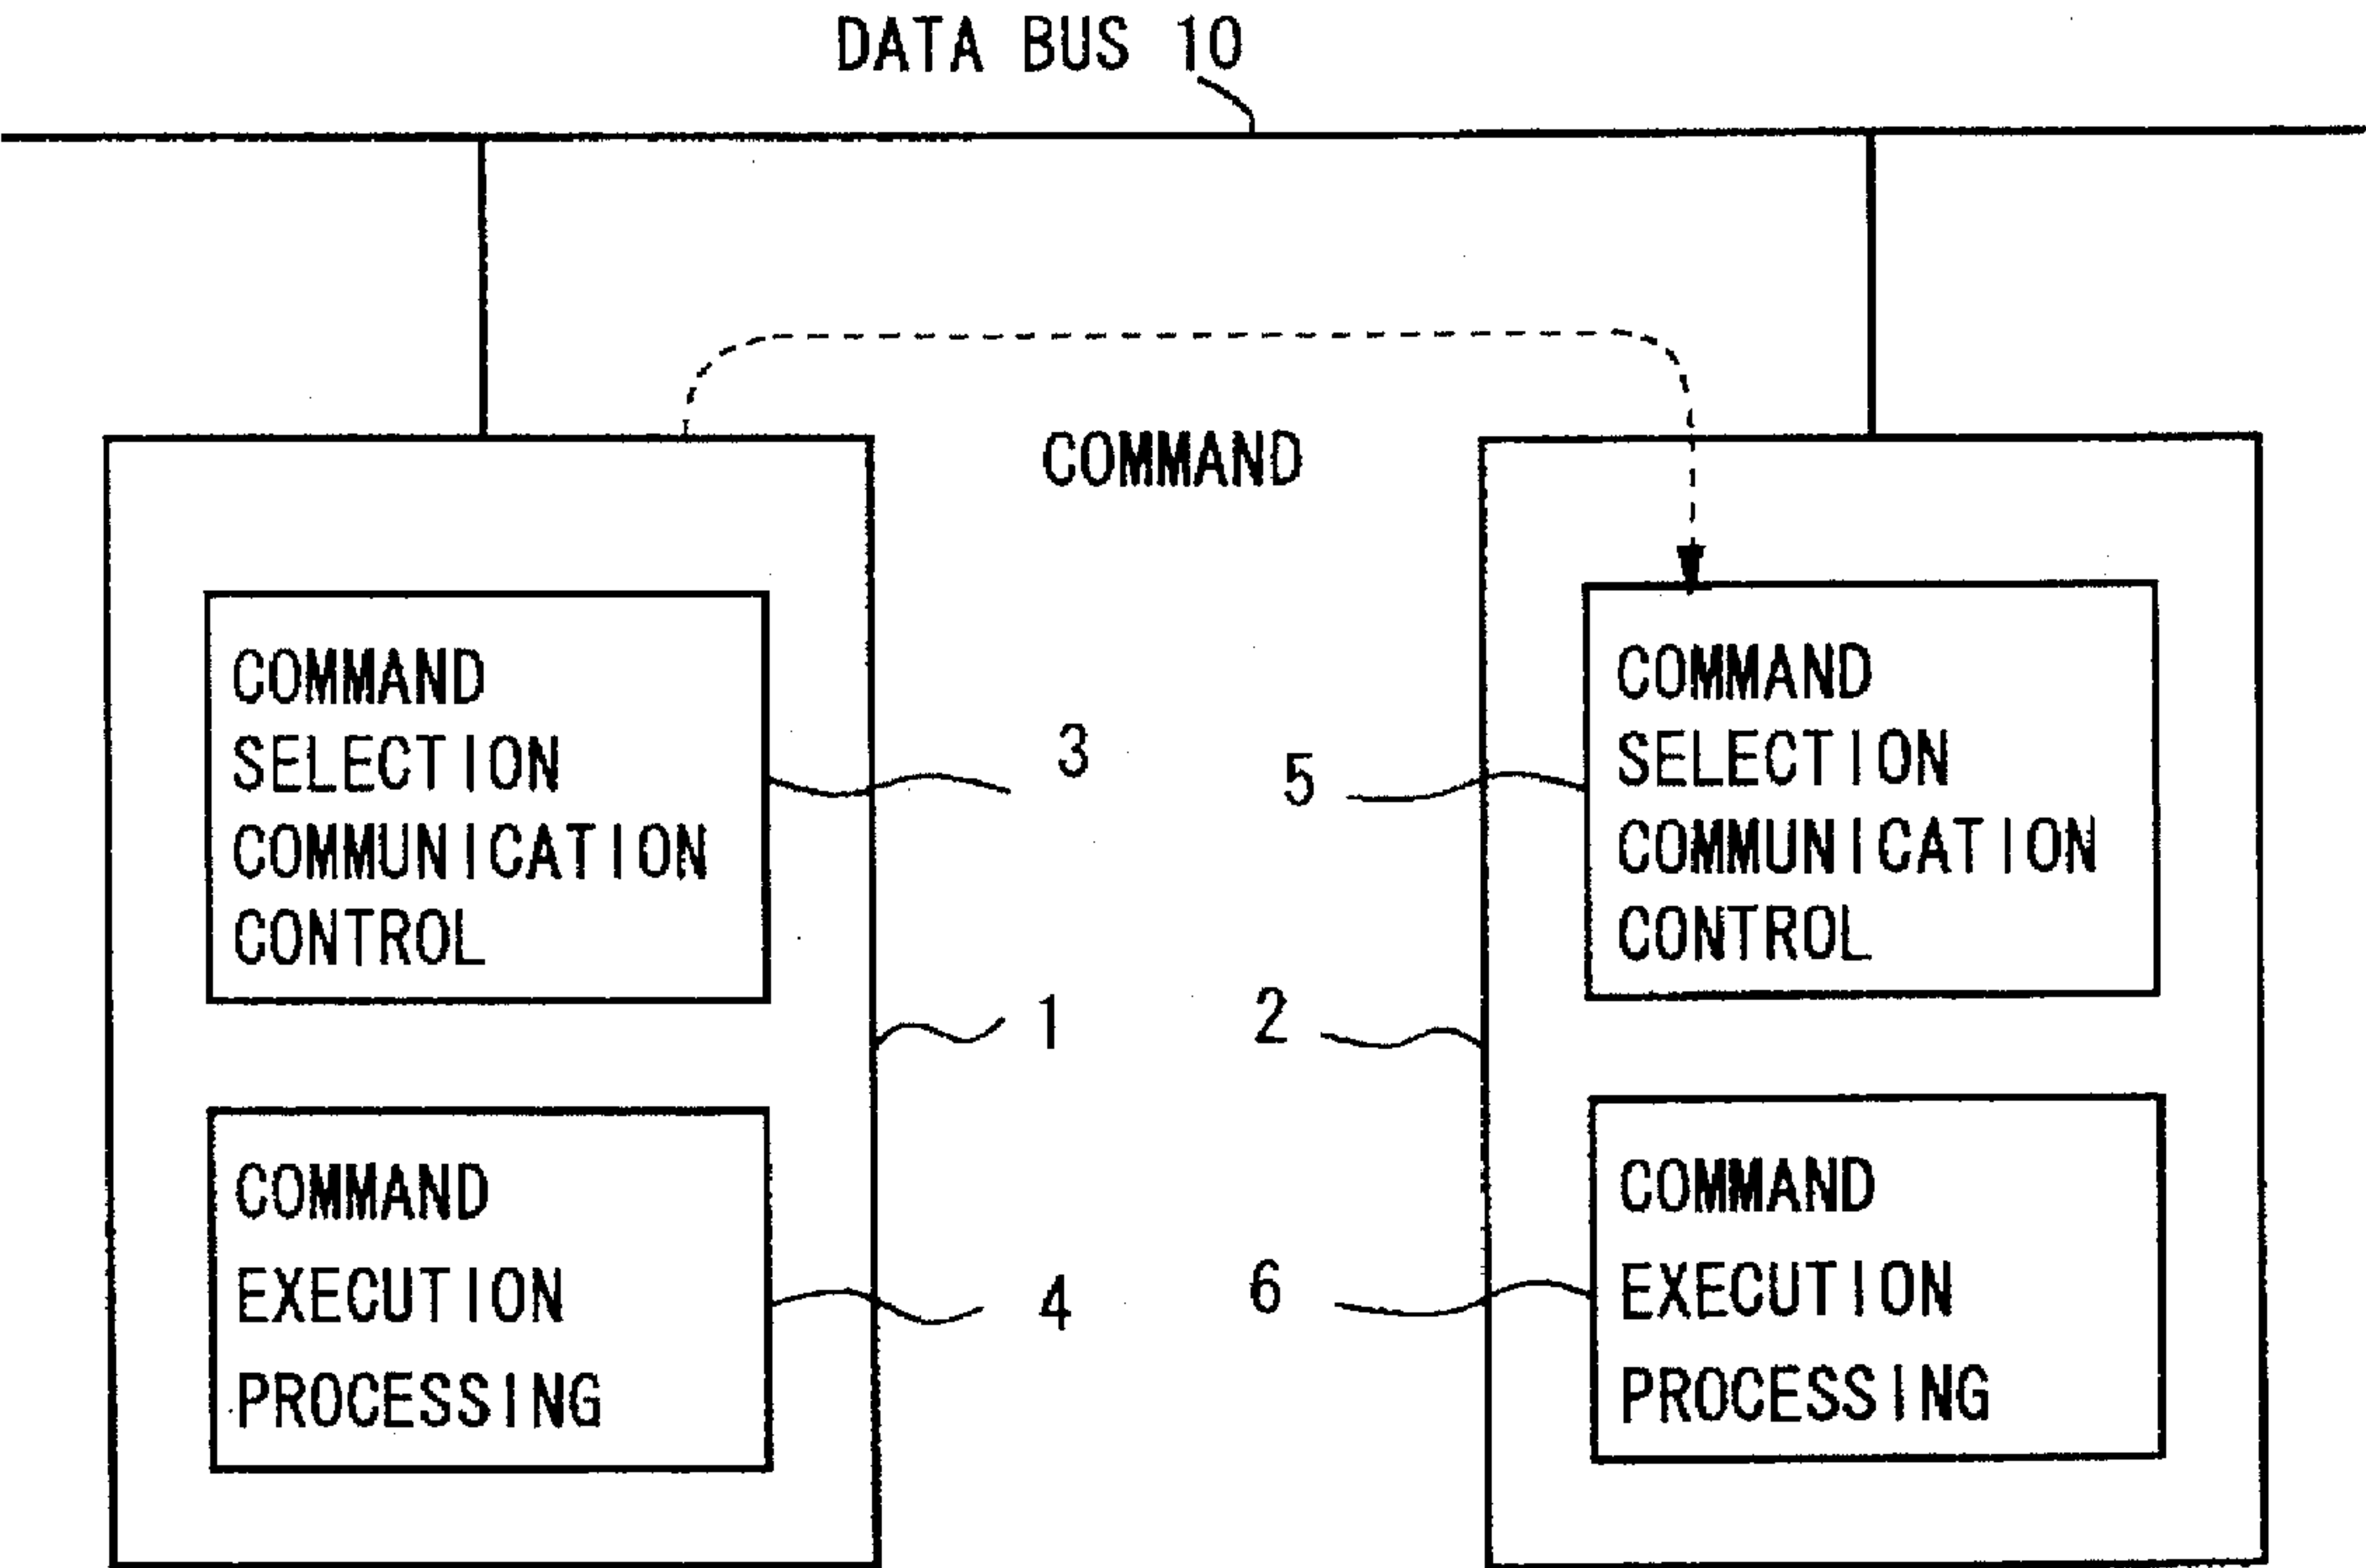 DATA BUS 10
COMMAND
COMMAND
SELECTION
COMMUNICATION
CONTROL
3
5
COMMAND
SELECTION
COMMUNICATION
CONTROL
1
2
COMMAND
EXECUTION
PROCESSING
4
6
COMMAND
EXECUTION
PROCESSING